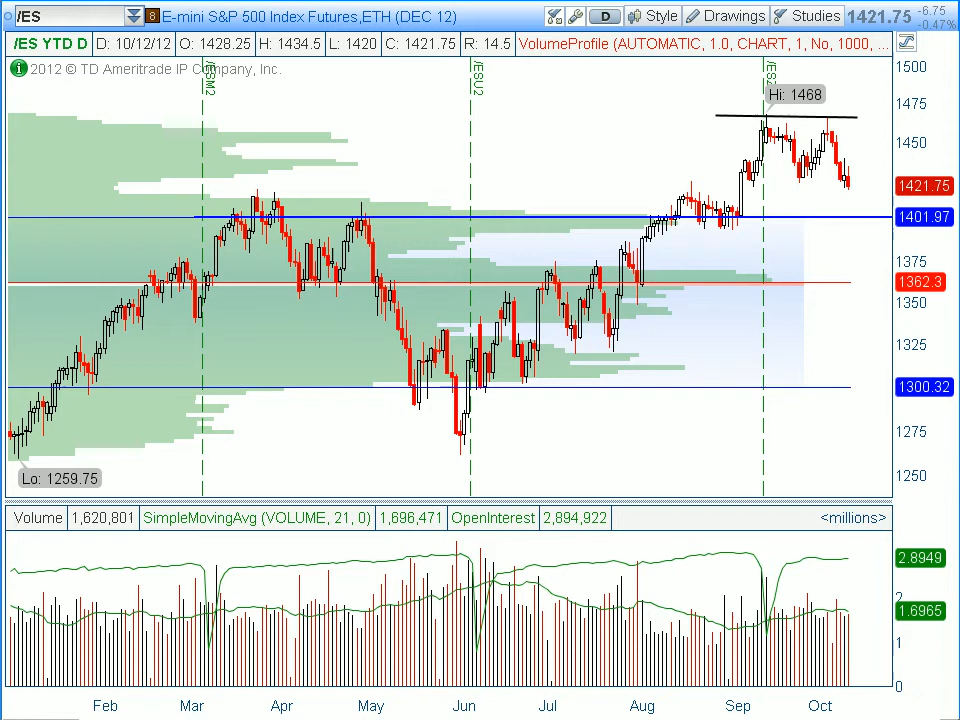 /ES 8 E-mini S&P 500 Index Futures,ETH (DEC 12) D Style Drawings Studies 1421.75 -6.75 -0.47%
/ES YTD D D: 10/12/12 O: 1428.25 H: 1434.5 L: 1420 C: 1421.75 R: 14.5 VolumeProfile (AUTOMATIC, 1.0, CHART, 1, No, 1000, ...
i 2012 © TD Ameritrade IP Company, Inc.
/ESM2
/ESU2
Hi: 1468
1500
1475
1450
1421.75
1401.97
1375
1362.3
1350
1325
1300.32
1275
1250
Lo: 1259.75
Volume 1,620,801 SimpleMovingAvg (VOLUME, 21, 0) 1,696,471 OpenInterest 2,894,922 <millions>
2.8949
2
1.6965
1
0
Feb Mar Apr May Jun Jul Aug Sep Oct